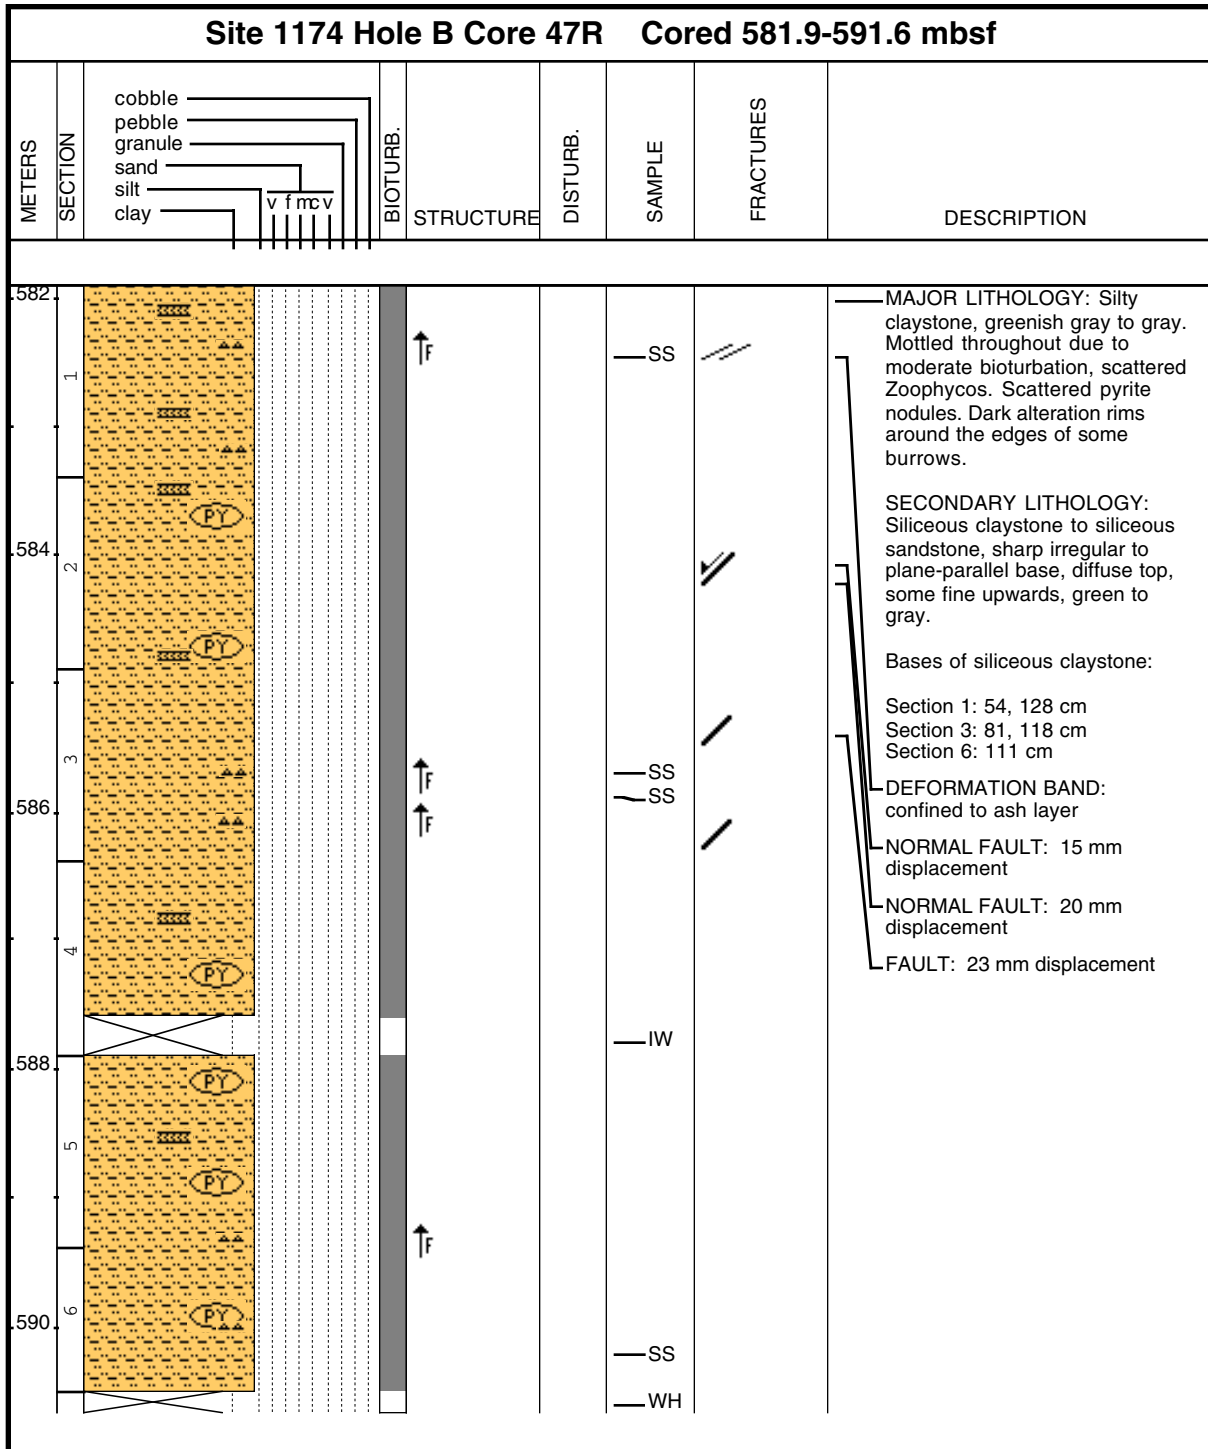 Site 1174 Hole B Core 47R Cored 581.9-591.6 mbsf
METERS
SECTION
cobble
pebble
granule
sand
silt
clay
v f m c v
BIOTURB.
STRUCTURE
DISTURB.
SAMPLE
FRACTURES
DESCRIPTION
582
584
586
588
590
1
2
3
4
5
6
PY
PY
PY
PY
PY
PY
F
F
F
F
SS
SS
SS
IW
SS
WH
MAJOR LITHOLOGY: Silty
claystone, greenish gray to gray.
Mottled throughout due to
moderate bioturbation, scattered
Zoophycos. Scattered pyrite
nodules. Dark alteration rims
around the edges of some
burrows.
SECONDARY LITHOLOGY:
Siliceous claystone to siliceous
sandstone, sharp irregular to
plane-parallel base, diffuse top,
some fine upwards, green to
gray.
Bases of siliceous claystone:
Section 1: 54, 128 cm
Section 3: 81, 118 cm
Section 6: 111 cm
DEFORMATION BAND:
confined to ash layer
NORMAL FAULT: 15 mm
displacement
NORMAL FAULT: 20 mm
displacement
FAULT: 23 mm displacement